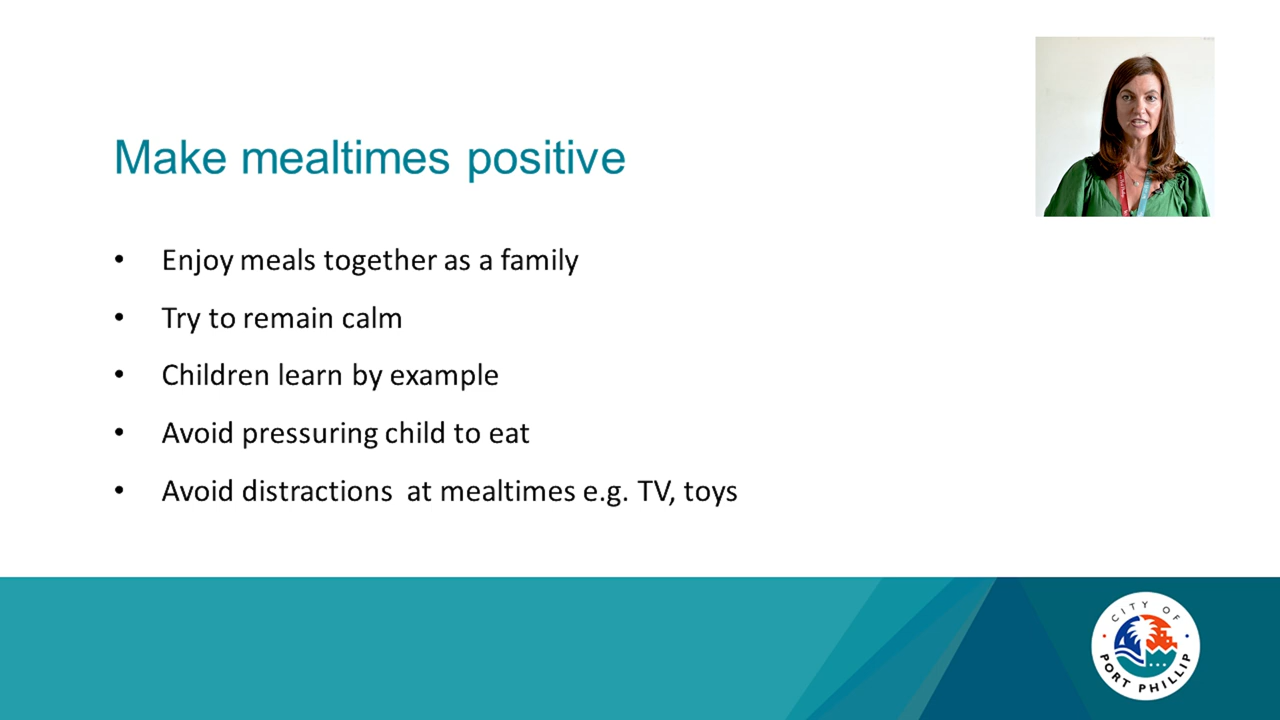 Make mealtimes positive
• Enjoy meals together as a family
• Try to remain calm
• Children learn by example
• Avoid pressuring child to eat
• Avoid distractions  at mealtimes e.g. TV, toys
CITY OF
PORT PHILLIP